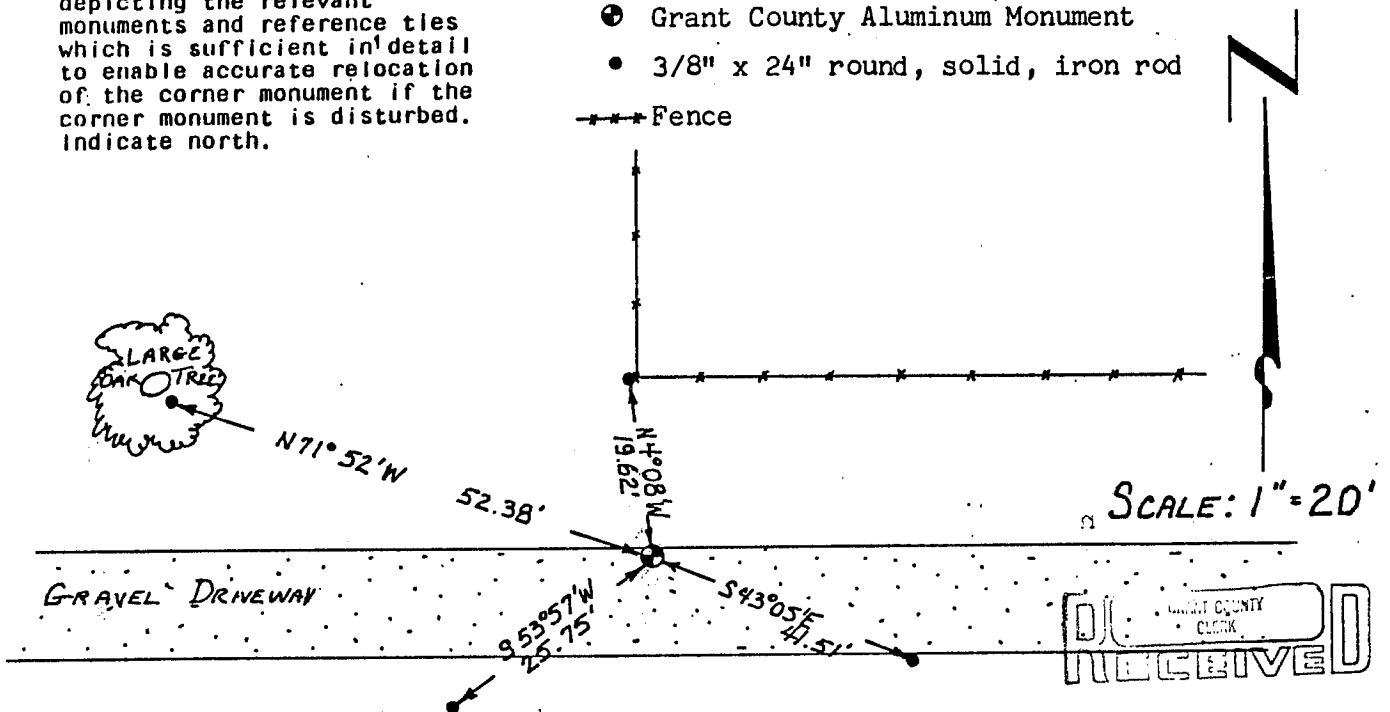 depicting the relevant
monuments and reference ties
which is sufficient in detail
to enable accurate relocation
of the corner monument if the
corner monument is disturbed.
Indicate north.
Grant County Aluminum Monument
3/8" x 24" round, solid, iron rod
Fence
N
LARGE
OAK TREE
N71°52'W
52.38'
N4°08'W
19.62'
SCALE: 1"=20'
GRAVEL DRIVEWAY
S53°57'W
25.75'
S43°05'E
41.51'
COUNTY
CLERK
RECEIVED